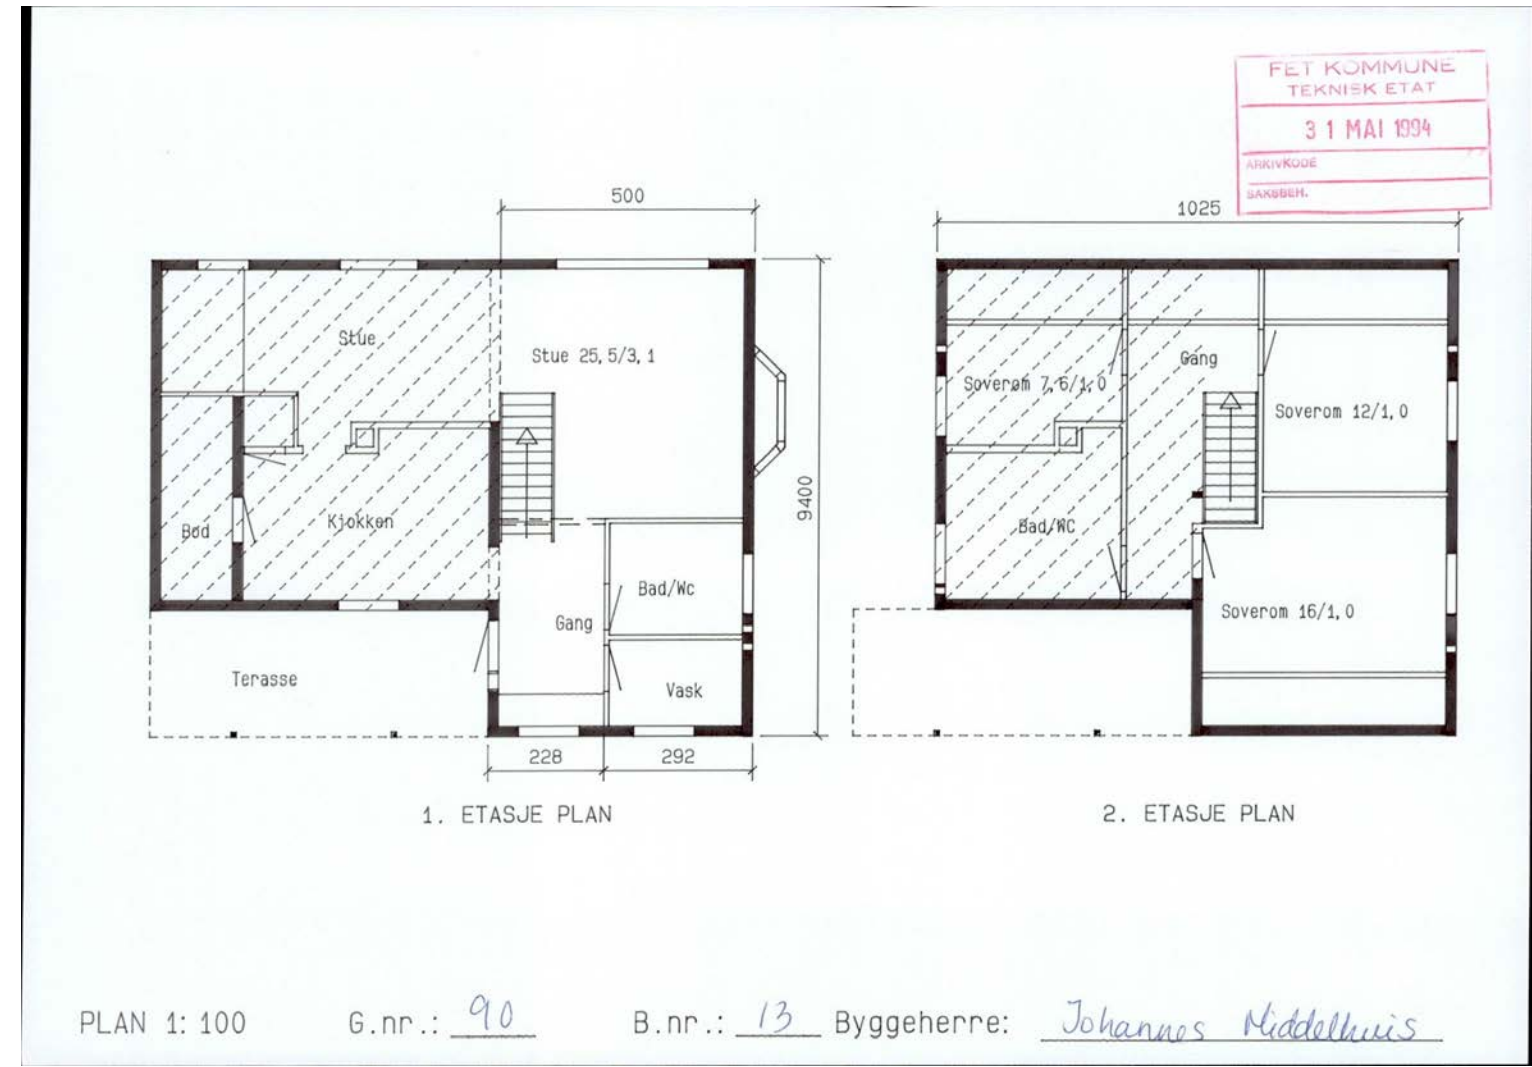 FET KOMMUNE
TEKNISK ETAT
31 MAI 1994
ARKIVKODE
SAKSBEH.
500
1025
Stue
Stue 25,5/3,1
Gang
Soverøm 7,6/1,0
Soverom 12/1,0
9400
Bod
Kjøkken
Bad/WC
Bad/Wc
Gang
Soverom 16/1,0
Terasse
Vask
228
292
1. ETASJE PLAN
2. ETASJE PLAN
PLAN 1:100 G.nr.: 90 B.nr.: 13 Byggeherre: Johannes Middelhuis